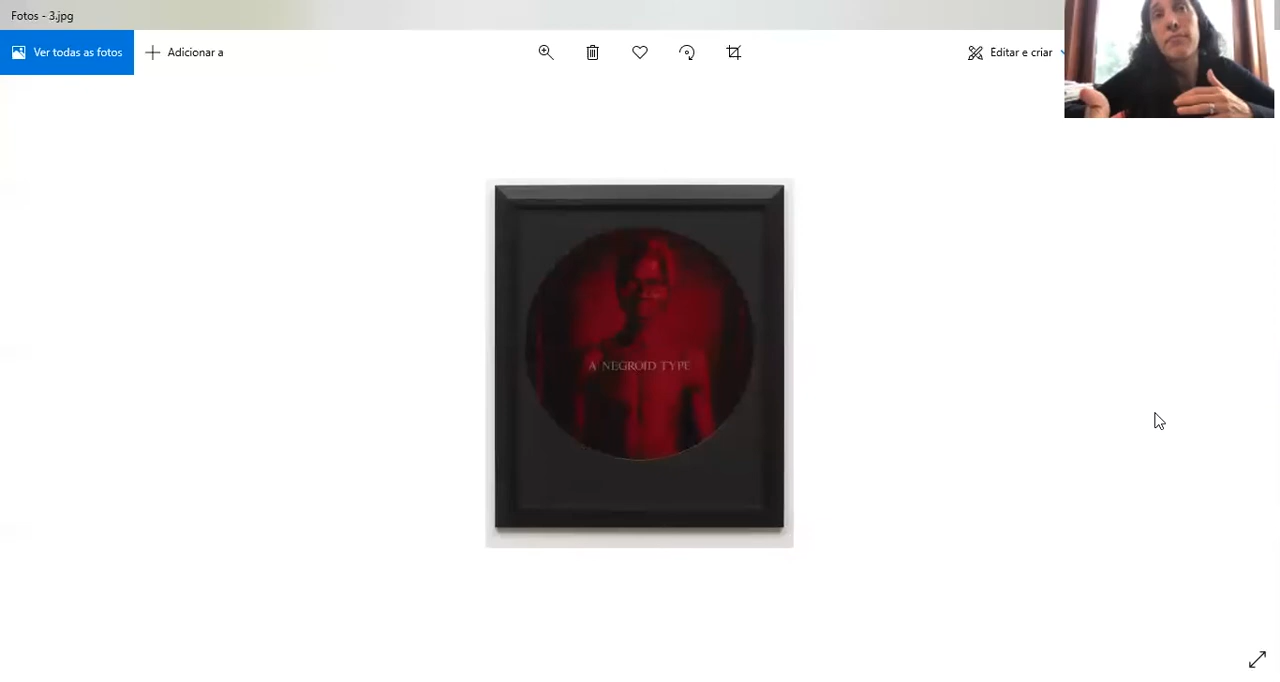 Fotos - 3.jpg
Ver todas as fotos
Adicionar a
Editar e criar
A NEGROID TYPE